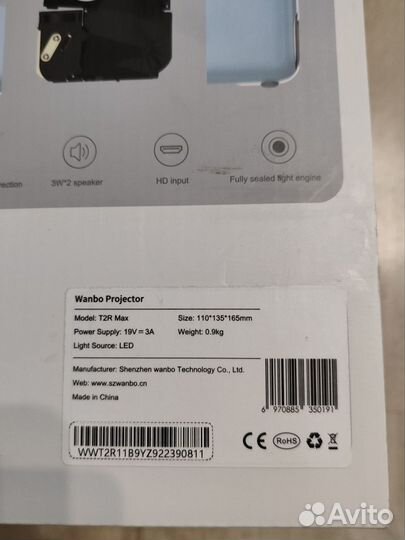 rection
3W*2 speaker
HD input
Fully sealed light engine
Wanbo Projector
Model: T2R Max
Size: 110*135*165mm
Power Supply: 19V⎓3A
Weight: 0.9kg
Light Source: LED
Manufacturer: Shenzhen wanbo Technology Co., Ltd.
Web: www.szwanbo.cn
Made in China
6 970885 350191
WWT2R11B9YZ922390811
CE RoHS
Avito